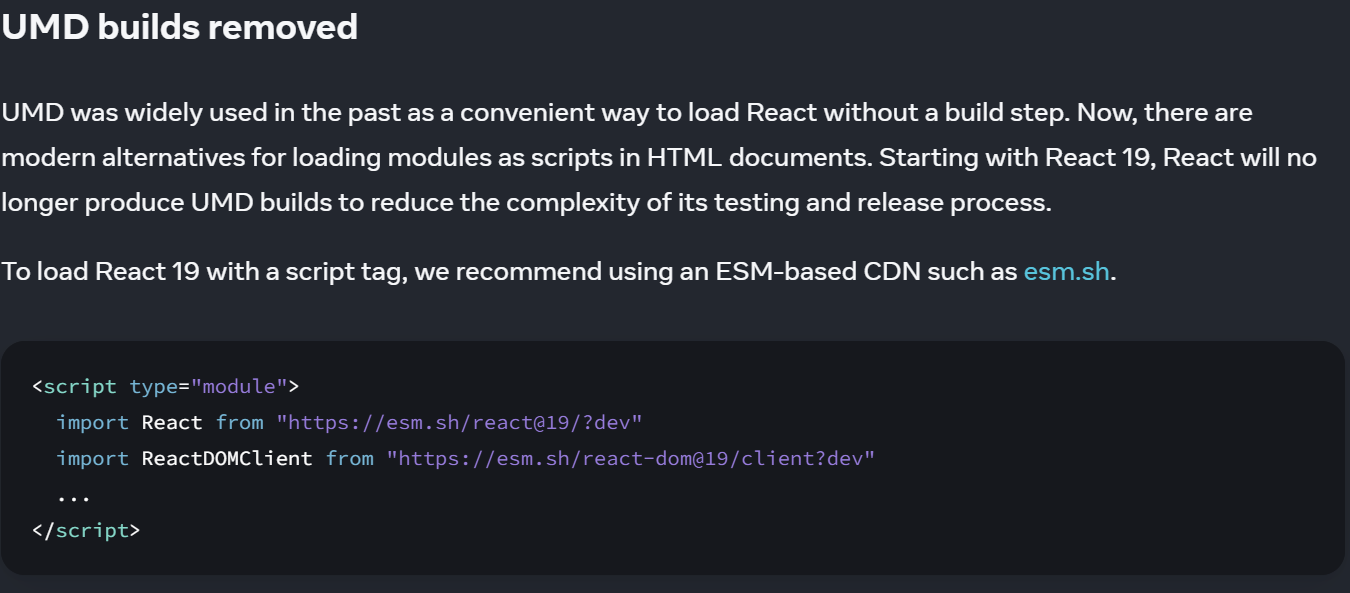 UMD builds removed
UMD was widely used in the past as a convenient way to load React without a build step. Now, there are
modern alternatives for loading modules as scripts in HTML documents. Starting with React 19, React will no
longer produce UMD builds to reduce the complexity of its testing and release process.
To load React 19 with a script tag, we recommend using an ESM-based CDN such as esm.sh.
<script type="module">
  import React from "https://esm.sh/react@19/?dev"
  import ReactDOMClient from "https://esm.sh/react-dom@19/client?dev"
  ...
</script>